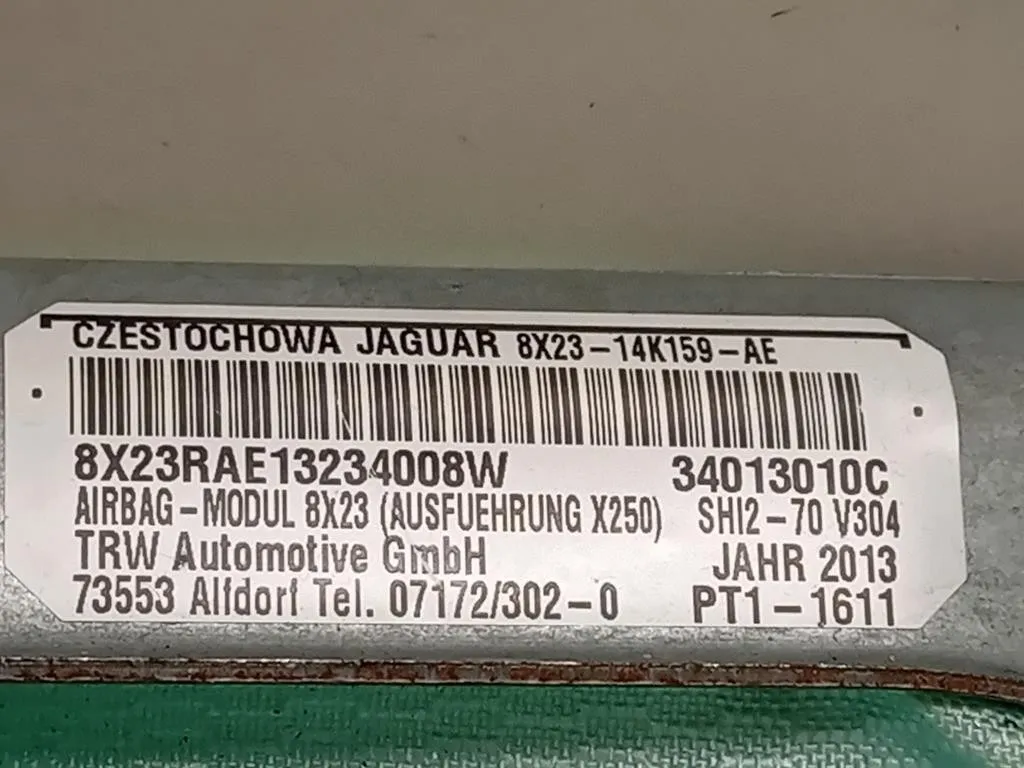 CZESTOCHOWA JAGUAR 8X23-14K159-AE
8X23RAE13234008W 34013010C
AIRBAG-MODUL 8X23 (AUSFUEHRUNG X250) SHI2-70 V304
TRW Automotive GmbH JAHR 2013
73553 Alfdorf Tel. 07172/302-0 PT1-1611